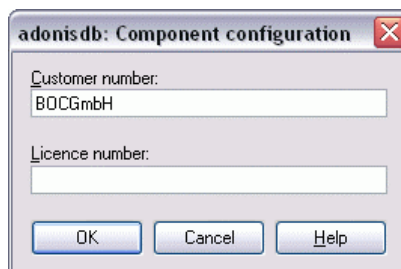 adonisdb: Component configuration
Customer number:
BOCGmbH
Licence number:
OK
Cancel
Help